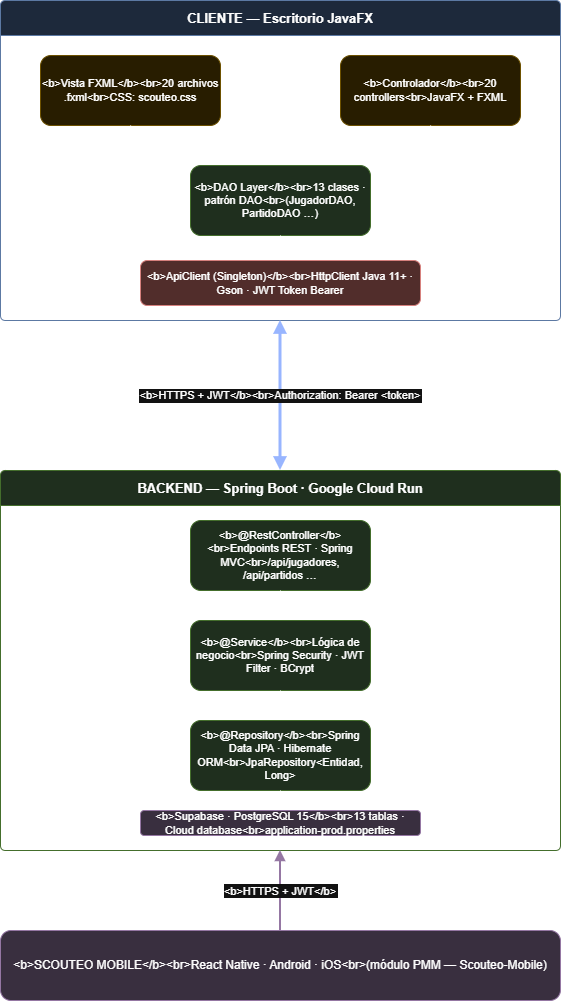 CLIENTE — Escritorio JavaFX
<b>Vista FXML</b><br>20 archivos
.fxml<br>CSS: scouteo.css
<b>Controlador</b><br>20
controllers<br>JavaFX + FXML
<b>DAO Layer</b><br>13 clases ·
patrón DAO<br>(JugadorDAO,
PartidoDAO ...)
<b>ApiClient (Singleton)</b><br>HttpClient Java 11+ ·
Gson · JWT Token Bearer
<b>HTTPS + JWT</b><br>Authorization: Bearer <token>
BACKEND — Spring Boot · Google Cloud Run
<b>@RestController</b>
<br>Endpoints REST · Spring
MVC<br>/api/jugadores,
/api/partidos ...
<b>@Service</b><br>Lógica de
negocio<br>Spring Security · JWT
Filter · BCrypt
<b>@Repository</b><br>Spring
Data JPA · Hibernate
ORM<br>JpaRepository<Entidad,
Long>
<b>Supabase · PostgreSQL 15</b><br>13 tablas ·
Cloud database<br>application-prod.properties
<b>HTTPS + JWT</b>
<b>SCOUTEO MOBILE</b><br>React Native · Android · iOS<br>(módulo PMM — Scouteo-Mobile)